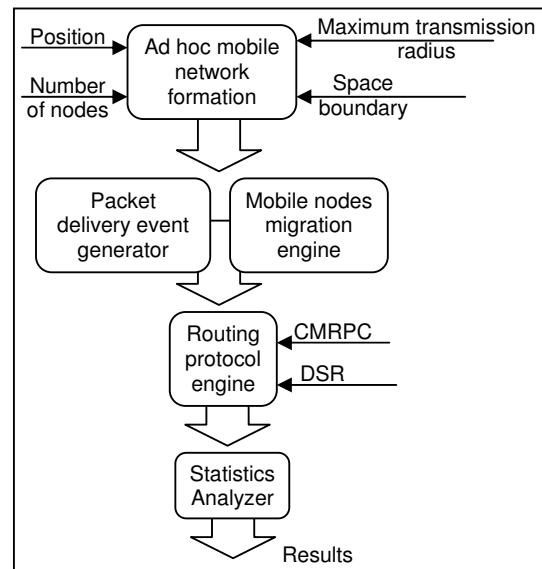 Position
Number
of nodes
Ad hoc mobile
network
formation
Maximum transmission
radius
Space
boundary
Packet
delivery event
generator
Mobile nodes
migration
engine
Routing
protocol
engine
CMRPC
DSR
Statistics
Analyzer
Results